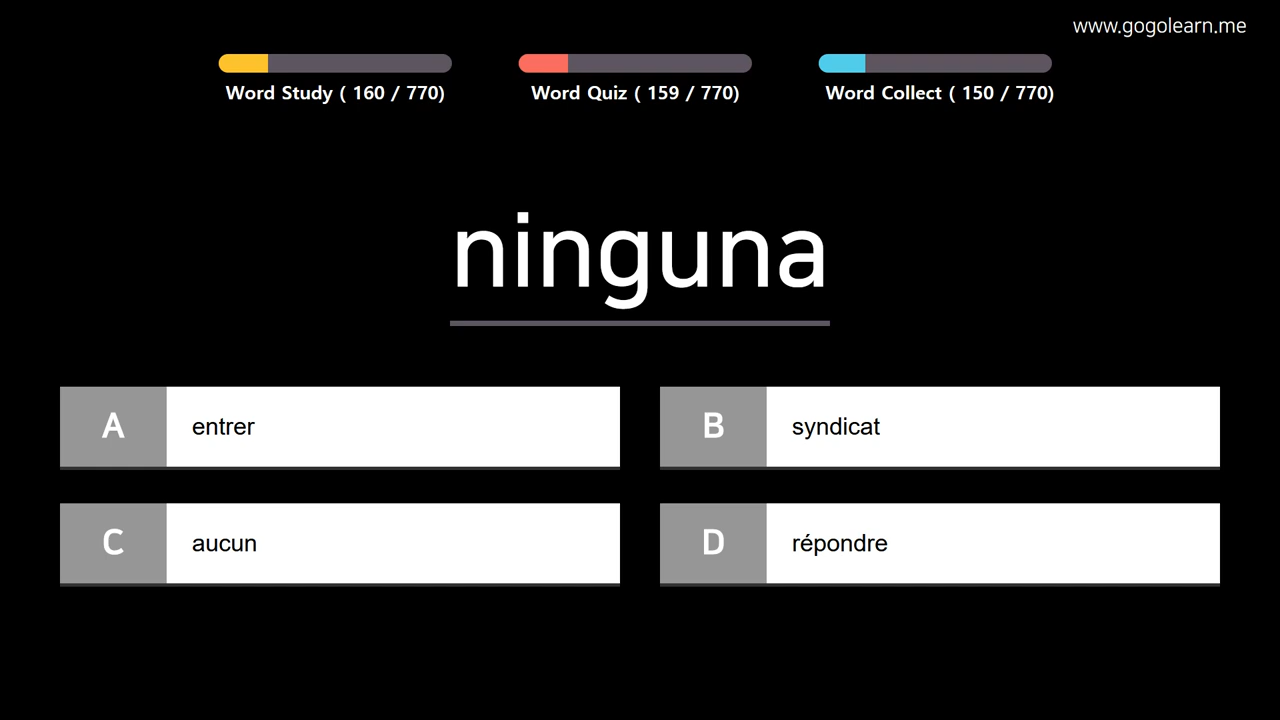 www.gogolearn.me
Word Study ( 160 / 770)
Word Quiz ( 159 / 770)
Word Collect ( 150 / 770)
ninguna
A entrer
B syndicat
C aucun
D répondre